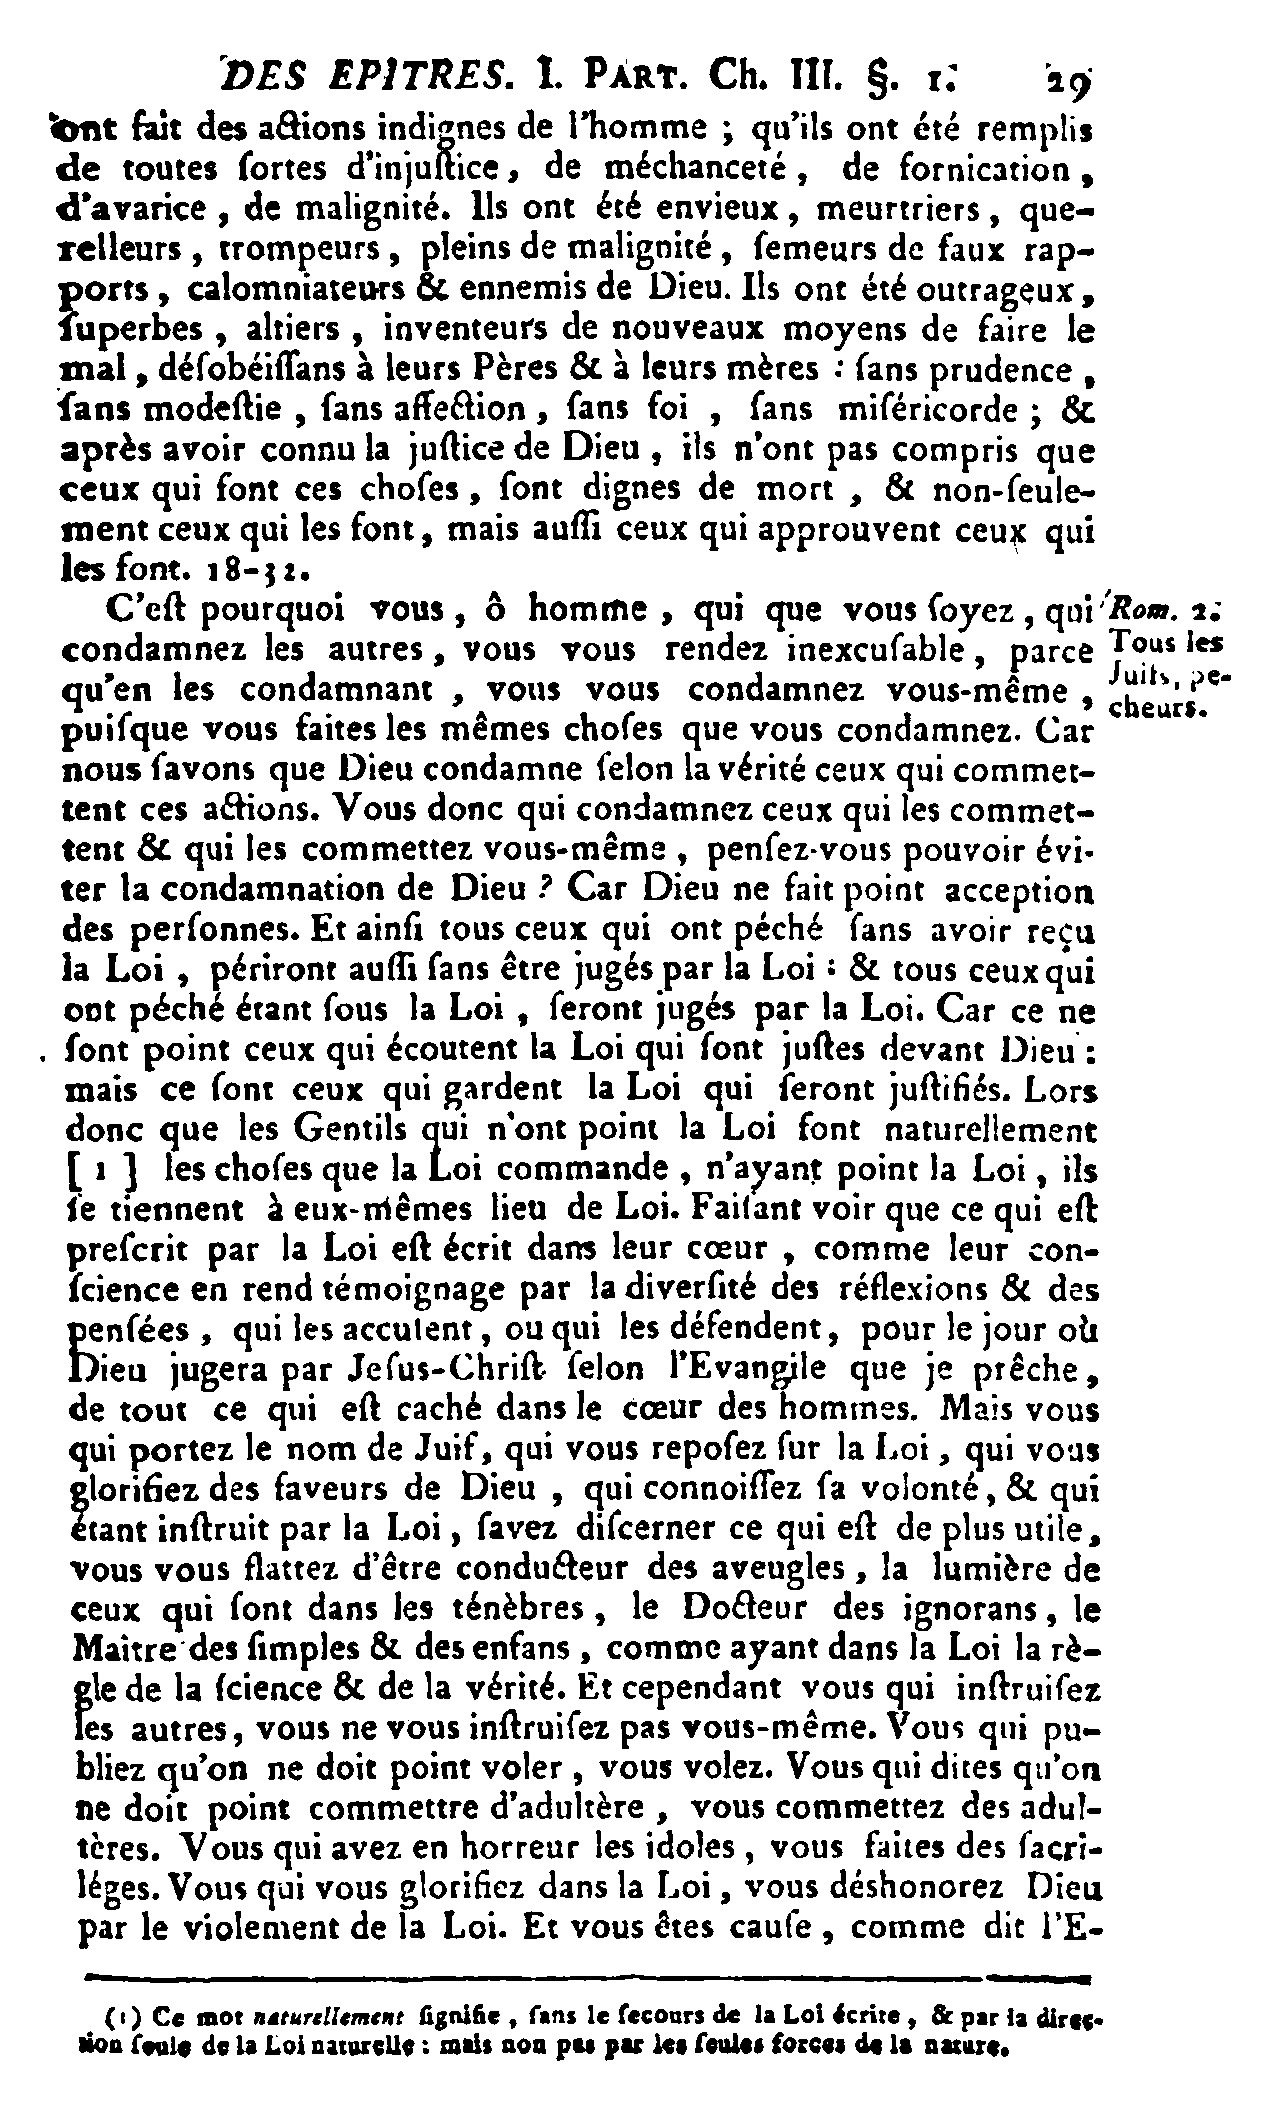 DES EPITRES. I. PART. Ch. III. §. 1. 29
ont fait des actions indignes de l'homme ; qu'ils ont été remplis
de toutes ſortes d'injuſtice, de méchanceté, de fornication,
d'avarice, de malignité. Ils ont été envieux, meurtriers, que-
relleurs, trompeurs, pleins de malignité, ſemeurs de faux rap-
ports, calomniateurs & ennemis de Dieu. Ils ont été outrageux,
ſuperbes, altiers, inventeurs de nouveaux moyens de faire le
mal, déſobéiſſans à leurs Pères & à leurs mères : ſans prudence,
ſans modeſtie, ſans affection, ſans foi, ſans miſéricorde ; &
après avoir connu la juſtice de Dieu, ils n'ont pas compris que
ceux qui font ces choſes, ſont dignes de mort, & non-ſeule-
ment ceux qui les font, mais auſſi ceux qui approuvent ceux qui
les font. 18-32.
C'eſt pourquoi vous, ô homme, qui que vous ſoyez, qui
condamnez les autres, vous vous rendez inexcuſable, parce
qu'en les condamnant, vous vous condamnez vous-même,
puiſque vous faites les mêmes choſes que vous condamnez. Car
nous ſavons que Dieu condamne ſelon la vérité ceux qui commet-
tent ces actions. Vous donc qui condamnez ceux qui les commet-
tent & qui les commettez vous-même, penſez-vous pouvoir évi-
ter la condamnation de Dieu ? Car Dieu ne fait point acception
des perſonnes. Et ainſi tous ceux qui ont péché ſans avoir reçu
la Loi, périront auſſi ſans être jugés par la Loi : & tous ceux qui
ont péché étant ſous la Loi, ſeront jugés par la Loi. Car ce ne
ſont point ceux qui écoutent la Loi qui ſont juſtes devant Dieu :
mais ce ſont ceux qui gardent la Loi qui ſeront juſtifiés. Lors
donc que les Gentils qui n'ont point la Loi font naturellement
[ 1 ] les choſes que la Loi commande, n'ayant point la Loi, ils
ſe tiennent à eux-mêmes lieu de Loi. Faiſant voir que ce qui eſt
preſcrit par la Loi eſt écrit dans leur cœur, comme leur con-
ſcience en rend témoignage par la diverſité des réflexions & des
penſées, qui les accuſent, ou qui les défendent, pour le jour où
Dieu jugera par Jeſus-Chriſt ſelon l'Evangile que je prêche,
de tout ce qui eſt caché dans le cœur des hommes. Mais vous
qui portez le nom de Juif, qui vous repoſez ſur la Loi, qui vous
glorifiez des faveurs de Dieu, qui connoiſſez ſa volonté, & qui
étant inſtruit par la Loi, ſavez diſcerner ce qui eſt de plus utile,
vous vous flattez d'être conducteur des aveugles, la lumière de
ceux qui ſont dans les ténèbres, le Docteur des ignorans, le
Maitre des ſimples & des enfans, comme ayant dans la Loi la rè-
gle de la ſcience & de la vérité. Et cependant vous qui inſtruiſez
les autres, vous ne vous inſtruiſez pas vous-même. Vous qui pu-
bliez qu'on ne doit point voler, vous volez. Vous qui dites qu'on
ne doit point commettre d'adultère, vous commettez des adul-
tères. Vous qui avez en horreur les idoles, vous faites des ſacri-
léges. Vous qui vous glorifiez dans la Loi, vous déshonorez Dieu
par le violement de la Loi. Et vous êtes cauſe, comme dit l'E-
Rom. 2.
Tous les
Juifs, pe-
cheurs.
(1) Ce mot naturellement ſignifie, ſans le ſecours de la Loi écrite, & par la direc-
tion ſeule de la Loi naturelle : mais non pas par les ſeules forces de la nature.